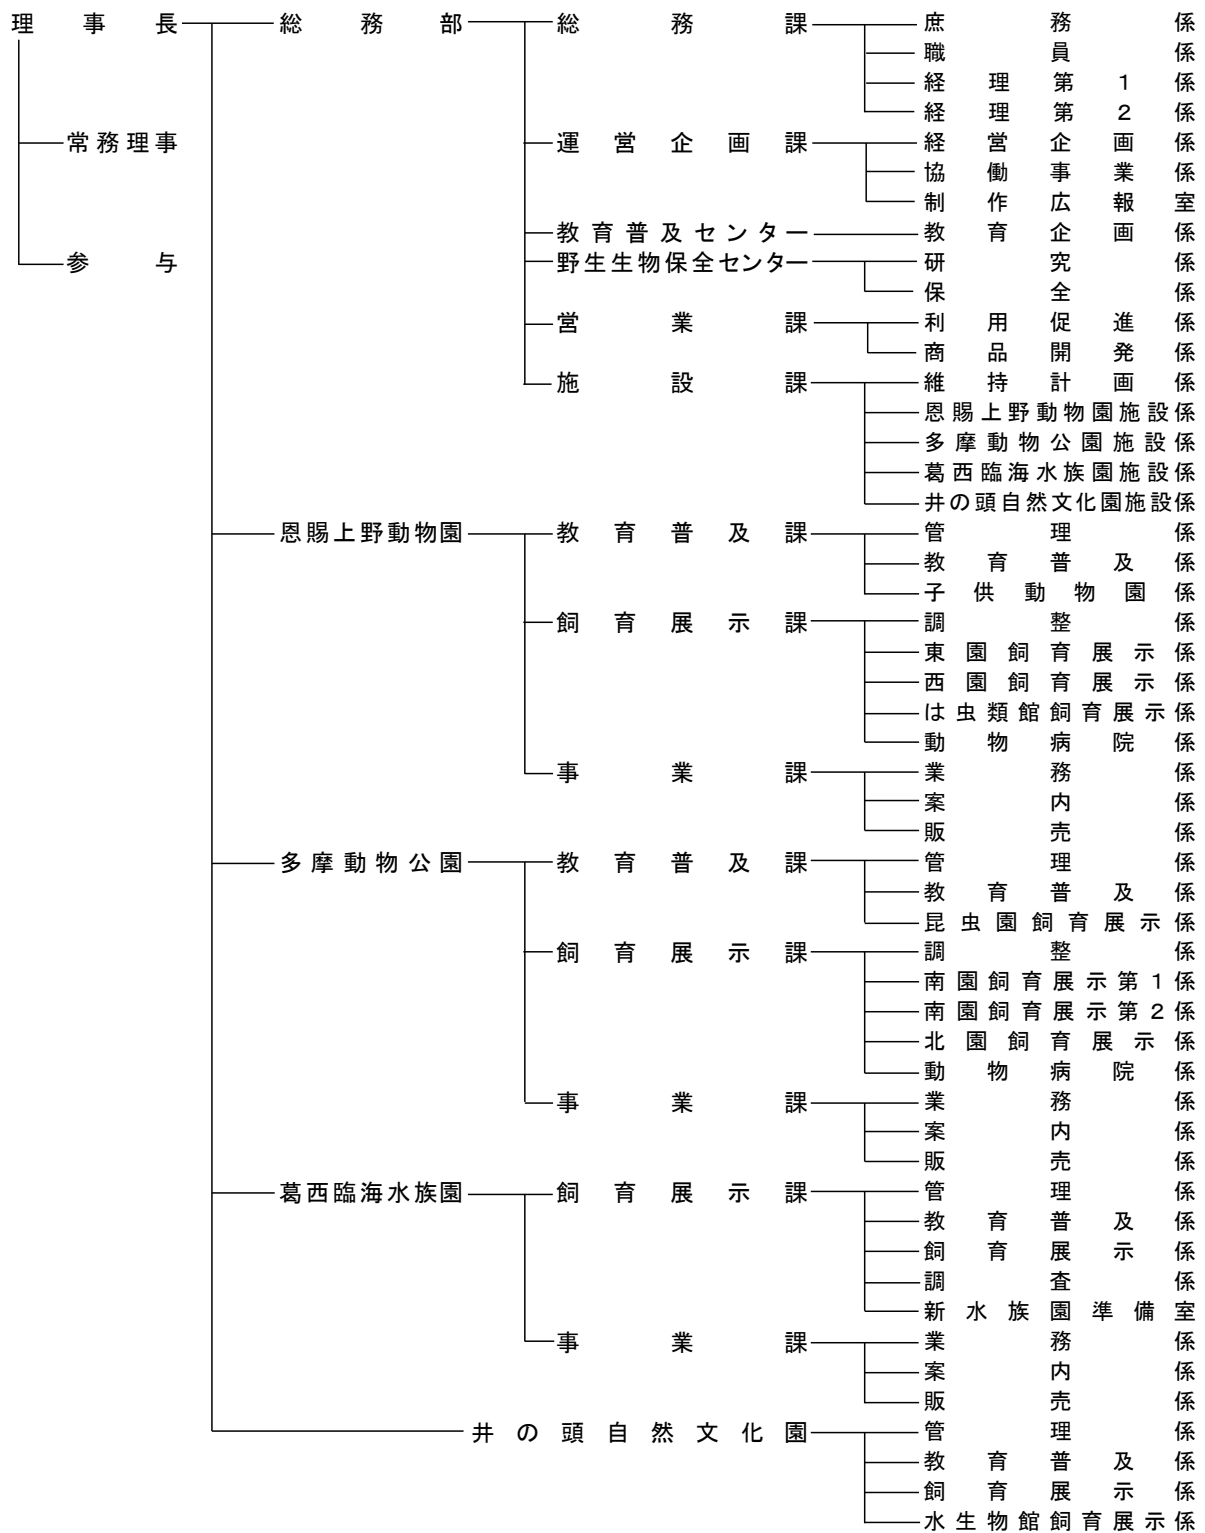 理事長 総務部 総務課 庶務係
職員係
経理第1係
経理第2係
常務理事 運営企画課 経営企画係
協働事業係
制作広報室
教育普及センター 教育企画係
参与 野生生物保全センター 研究係
保全係
営業課 利用促進係
商品開発係
施設課 維持計画係
恩賜上野動物園施設係
多摩動物公園施設係
葛西臨海水族園施設係
井の頭自然文化園施設係
恩賜上野動物園 教育普及課 管理係
教育普及係
子供動物園係
飼育展示課 調整係
東園飼育展示係
西園飼育展示係
は虫類館飼育展示係
動物病院係
事業課 業務係
案内係
販売係
多摩動物公園 教育普及課 管理係
教育普及係
昆虫園飼育展示係
飼育展示課 調整係
南園飼育展示第1係
南園飼育展示第2係
北園飼育展示係
動物病院係
事業課 業務係
案内係
販売係
葛西臨海水族園 飼育展示課 管理係
教育普及係
飼育展示係
調査係
新水族園準備室
事業課 業務係
案内係
販売係
井の頭自然文化園 管理係
教育普及係
飼育展示係
水生物館飼育展示係